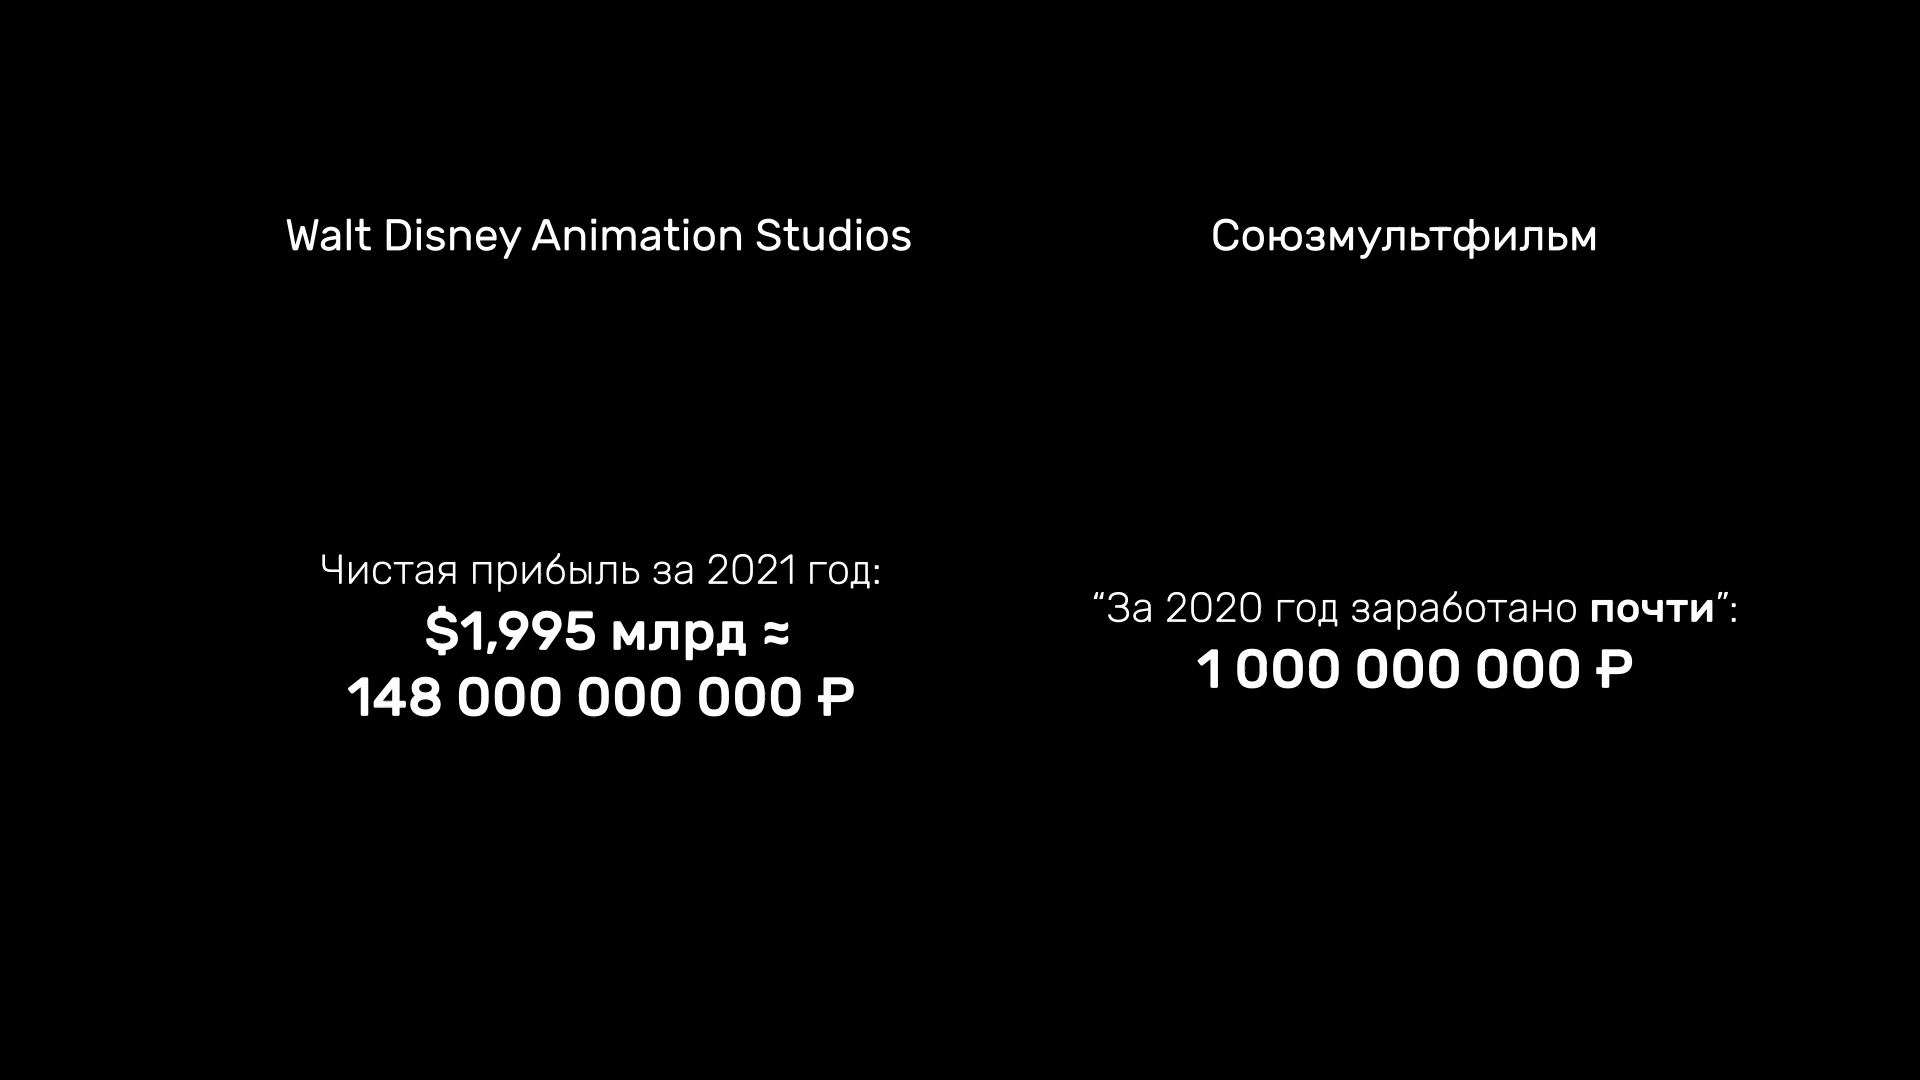 Walt Disney Animation Studios
Союзмультфильм
Чистая прибыль за 2021 год:
$1,995 млрд ≈
148 000 000 000 ₽
“За 2020 год заработано почти”:
1 000 000 000 ₽